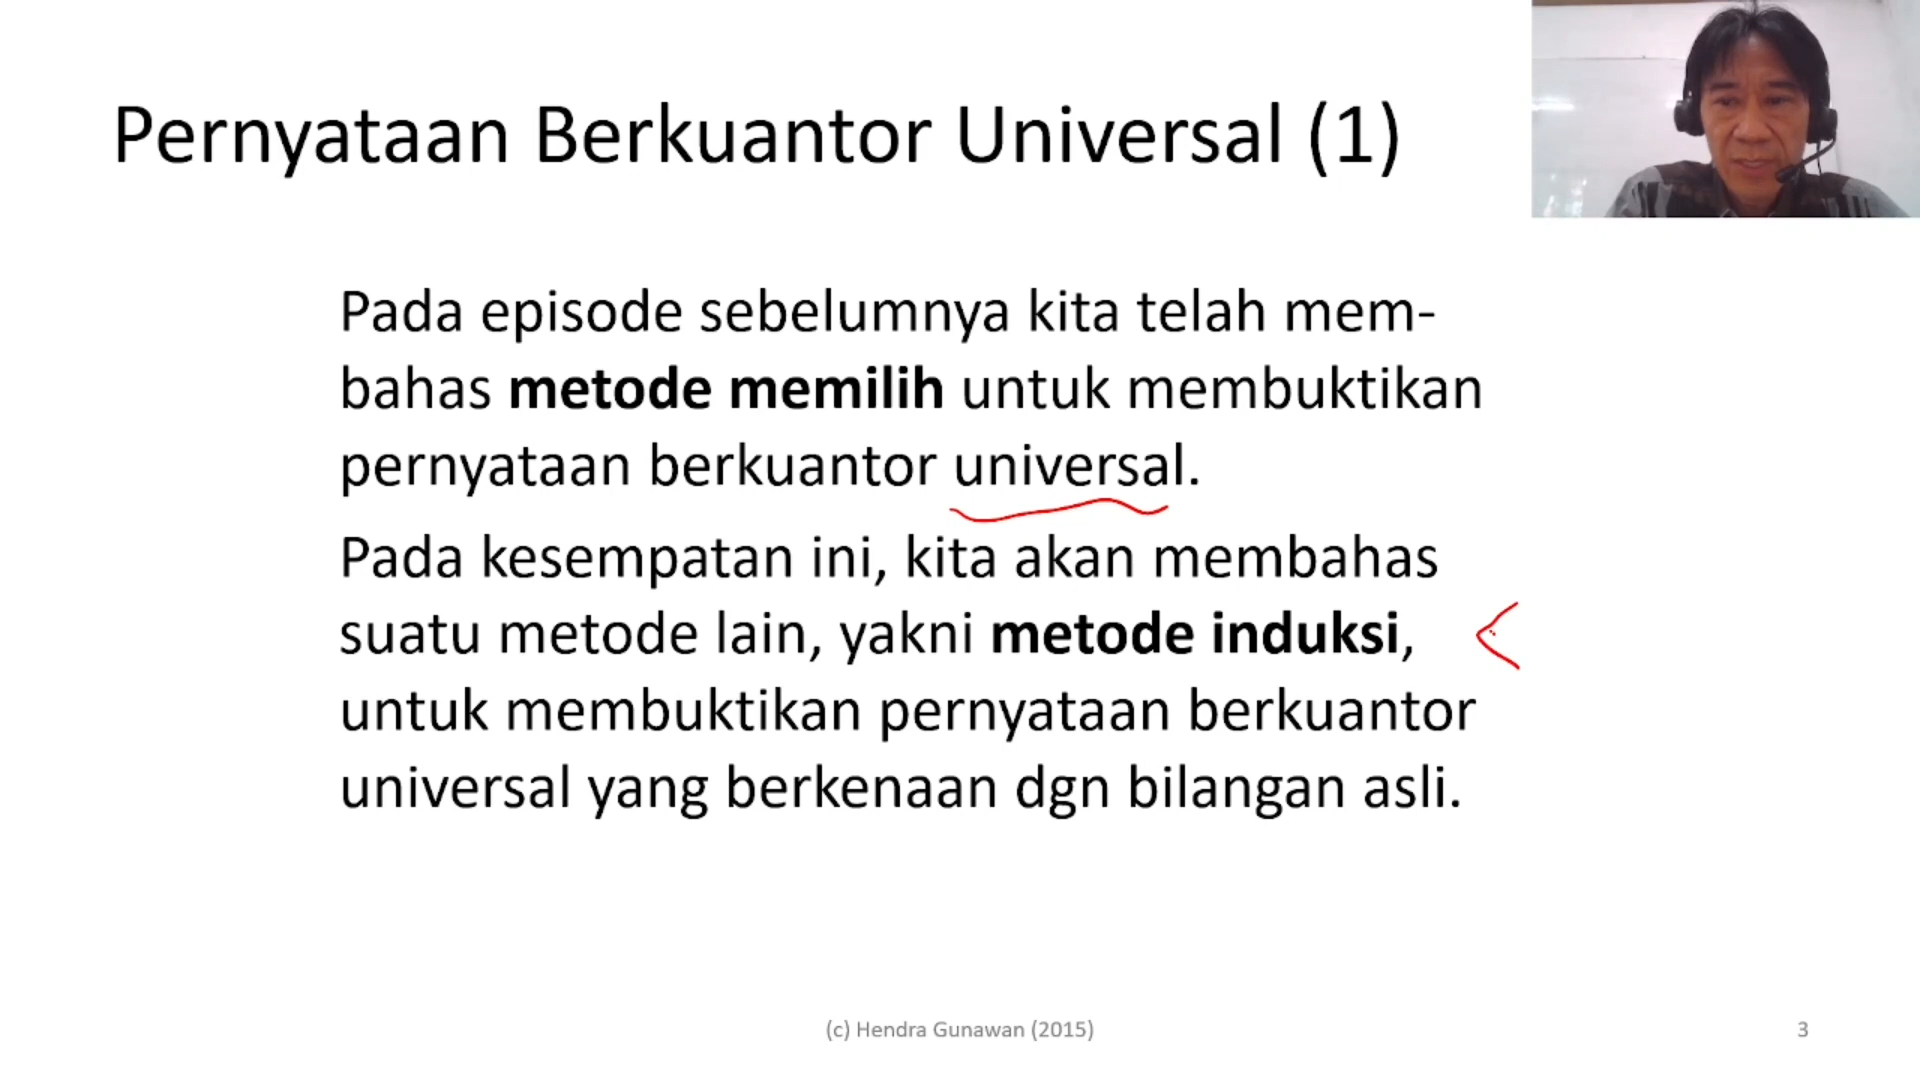 Pernyataan Berkuantor Universal (1)
Pada episode sebelumnya kita telah mem-
bahas metode memilih untuk membuktikan
pernyataan berkuantor universal.
Pada kesempatan ini, kita akan membahas
suatu metode lain, yakni metode induksi,
untuk membuktikan pernyataan berkuantor
universal yang berkenaan dgn bilangan asli.
(c) Hendra Gunawan (2015)
3